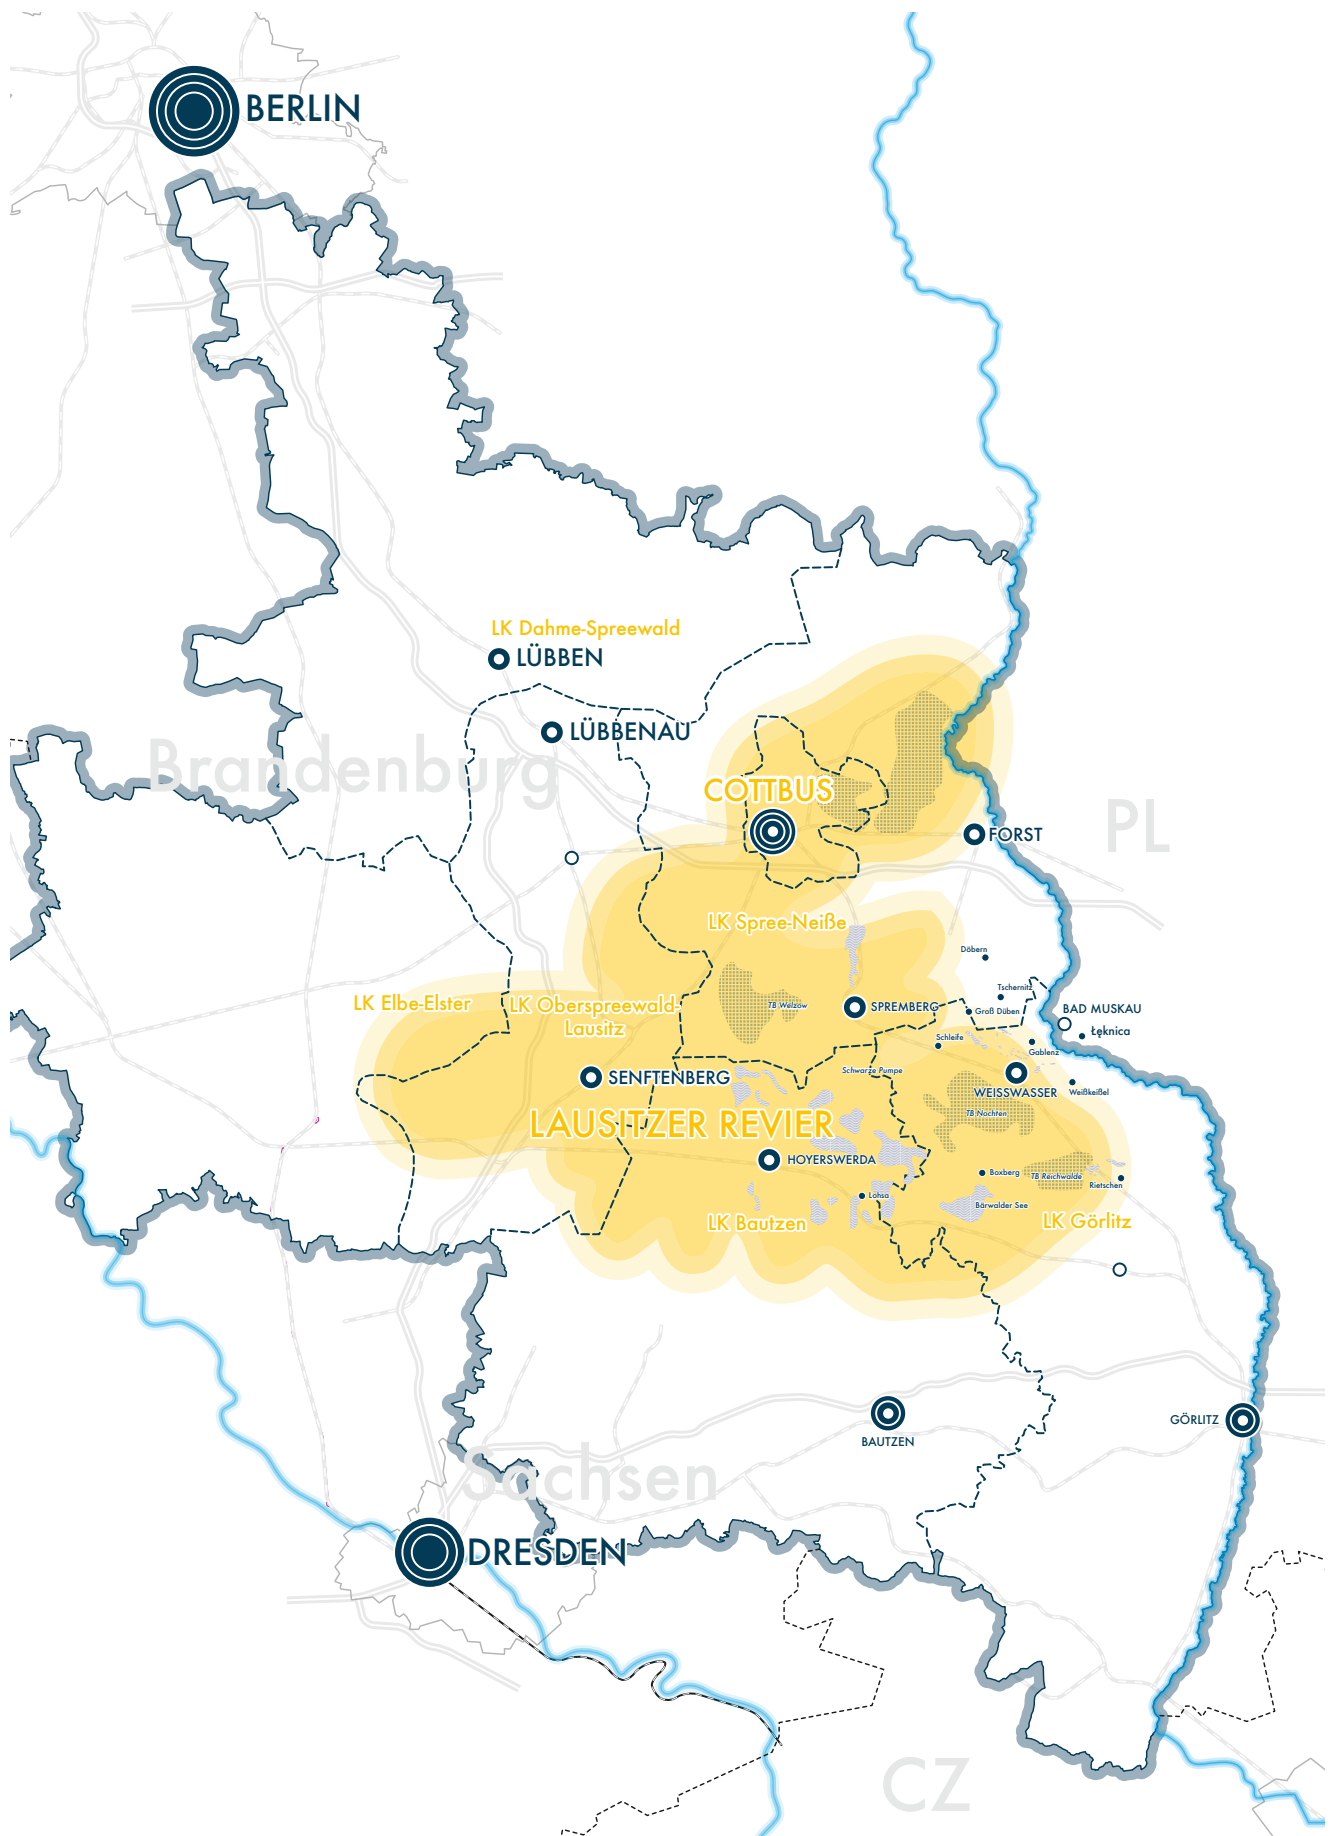 BERLIN
LK Dahme-Spreewald
LÜBBEN
LÜBBENAU
Brandenburg
COTTBUS
PL
FORST
LK Spree-Neiße
Döbern
Tschernitz
LK Elbe-Elster
LK Oberspreewald-
Lausitz
TB Welzow
SPREMBERG
Groß Düben
BAD MUSKAU
Łęknica
Schleife
Gablenz
Schwarze Pumpe
SENFTENBERG
WEISSWASSER
Weißkeißel
TB Nochten
LAUSITZER REVIER
HOYERSWERDA
Boxberg
TB Reichwalde
Rietschen
Lohsa
Bärwalder See
LK Bautzen
LK Görlitz
BAUTZEN
GÖRLITZ
Sachsen
DRESDEN
CZ